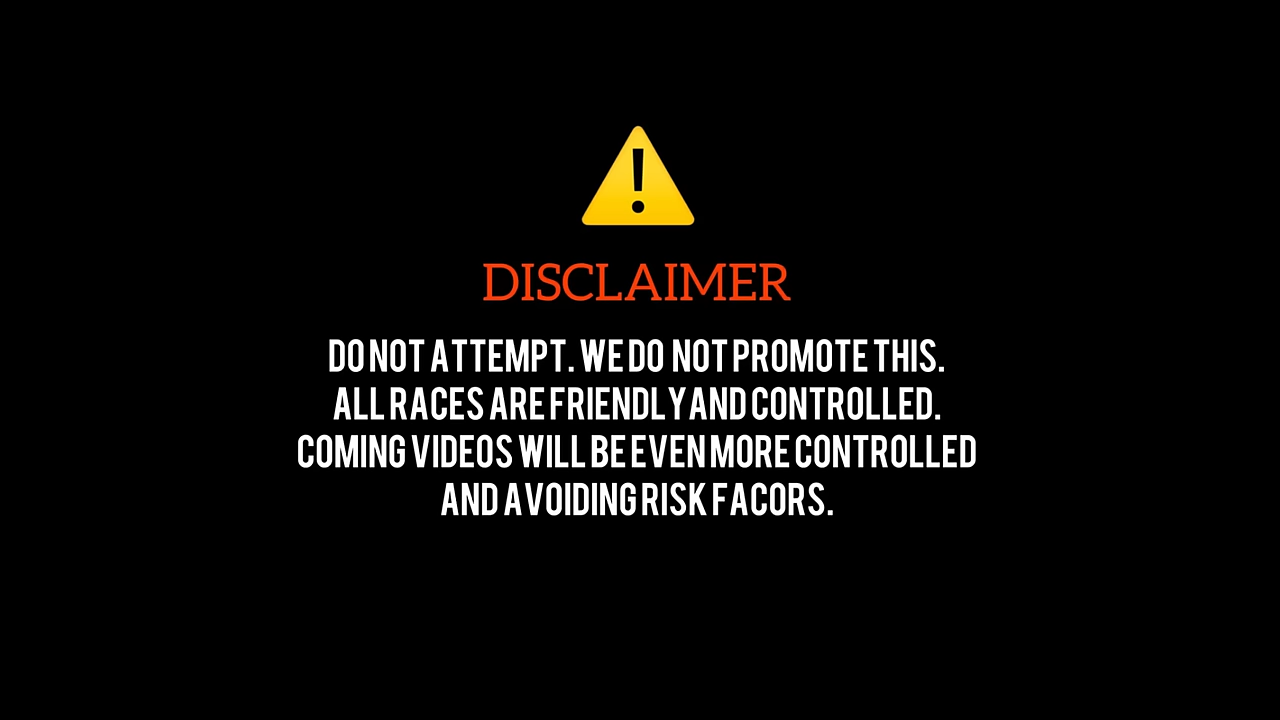 DISCLAIMER
DO NOT ATTEMPT. WE DO NOT PROMOTE THIS.
ALL RACES ARE FRIENDLY AND CONTROLLED.
COMING VIDEOS WILL BE EVEN MORE CONTROLLED
AND AVOIDING RISK FACORS.